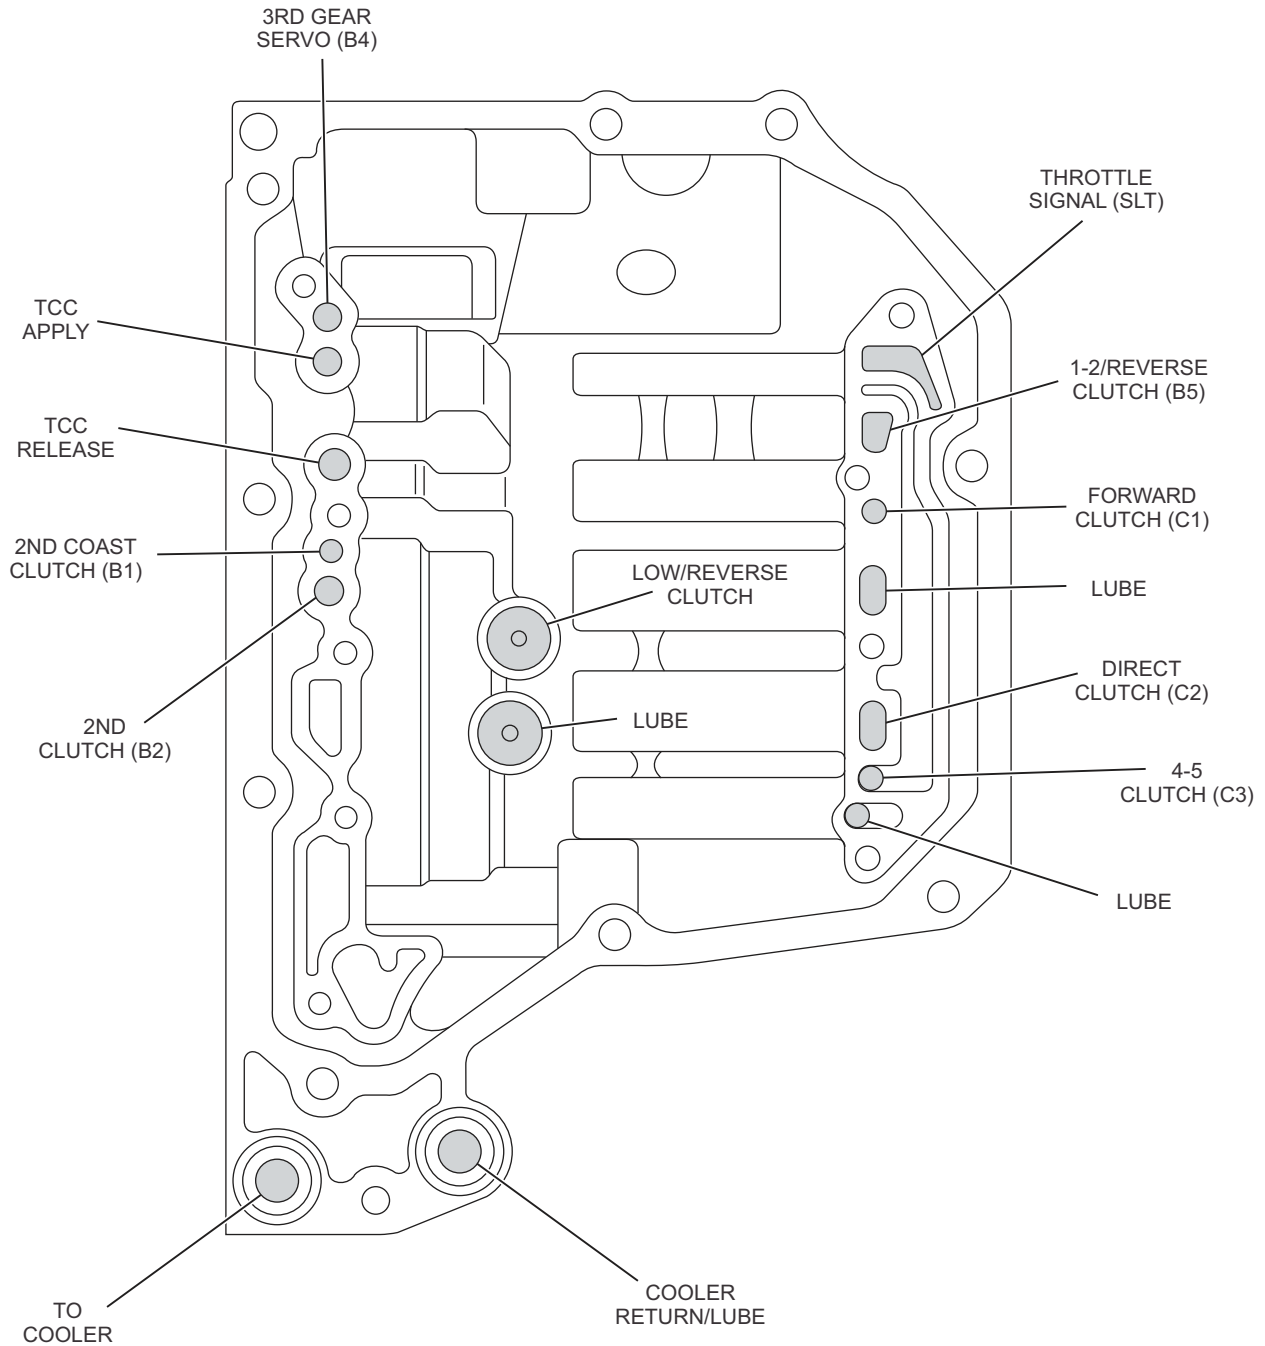 3RD GEAR
SERVO (B4)
THROTTLE
SIGNAL (SLT)
TCC
APPLY
1-2/REVERSE
CLUTCH (B5)
TCC
RELEASE
FORWARD
CLUTCH (C1)
2ND COAST
CLUTCH (B1)
LOW/REVERSE
CLUTCH
LUBE
DIRECT
CLUTCH (C2)
2ND
CLUTCH (B2)
LUBE
4-5
CLUTCH (C3)
LUBE
COOLER
RETURN/LUBE
TO
COOLER